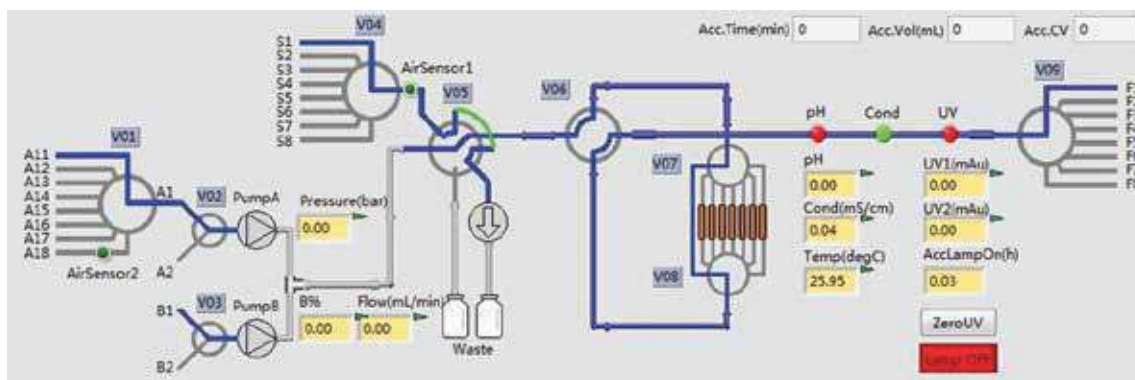 V04
Acc.Time(min) 0 Acc.Vol(mL) 0 Acc.CV 0
S1
S2
S3
S4
S5
S6
S7
S8
AirSensor1
V05
V06
V09
V01
A11
A12
A13
A14
A15
A16
A17
A18
A1
AirSensor2
V02
PumpA
A2
Pressure(bar)
0.00
V03
PumpB
B1
B2
B%
0.00
Flow(mL/min)
0.00
Waste
V07
V08
pH Cond UV
pH
0.00
UV1(mAu)
0.00
Cond(mS/cm)
0.04
UV2(mAu)
0.00
Temp(degC)
25.95
AccLampOn(h)
0.03
ZeroUV
Lamp OFF